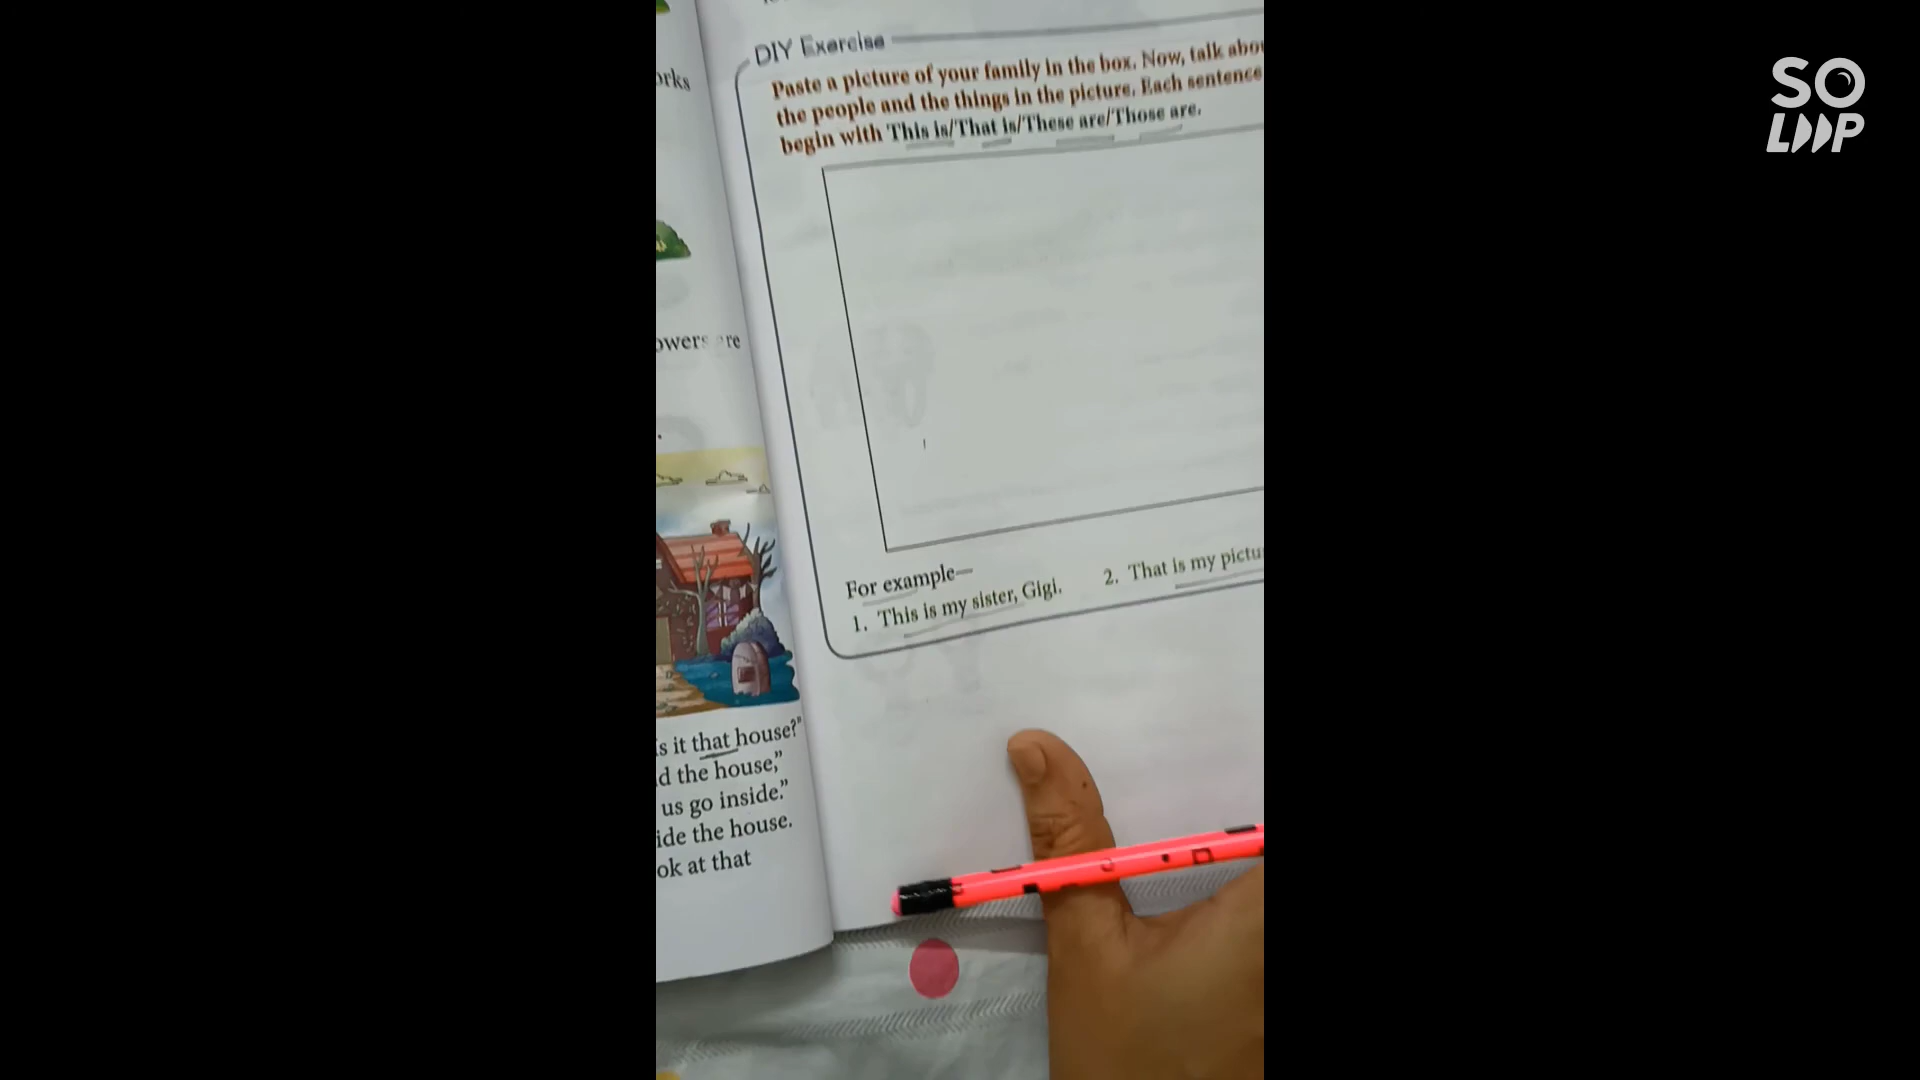 orks
owers are
s it that house?"
d the house,"
us go inside."
ide the house.
ok at that
DIY Exercise
Paste a picture of your family in the box. Now, talk abou
the people and the things in the picture. Each sentence
begin with This is/That is/These are/Those are.
For example—
1. This is my sister, Gigi.
2. That is my pictu
SO
LOOP